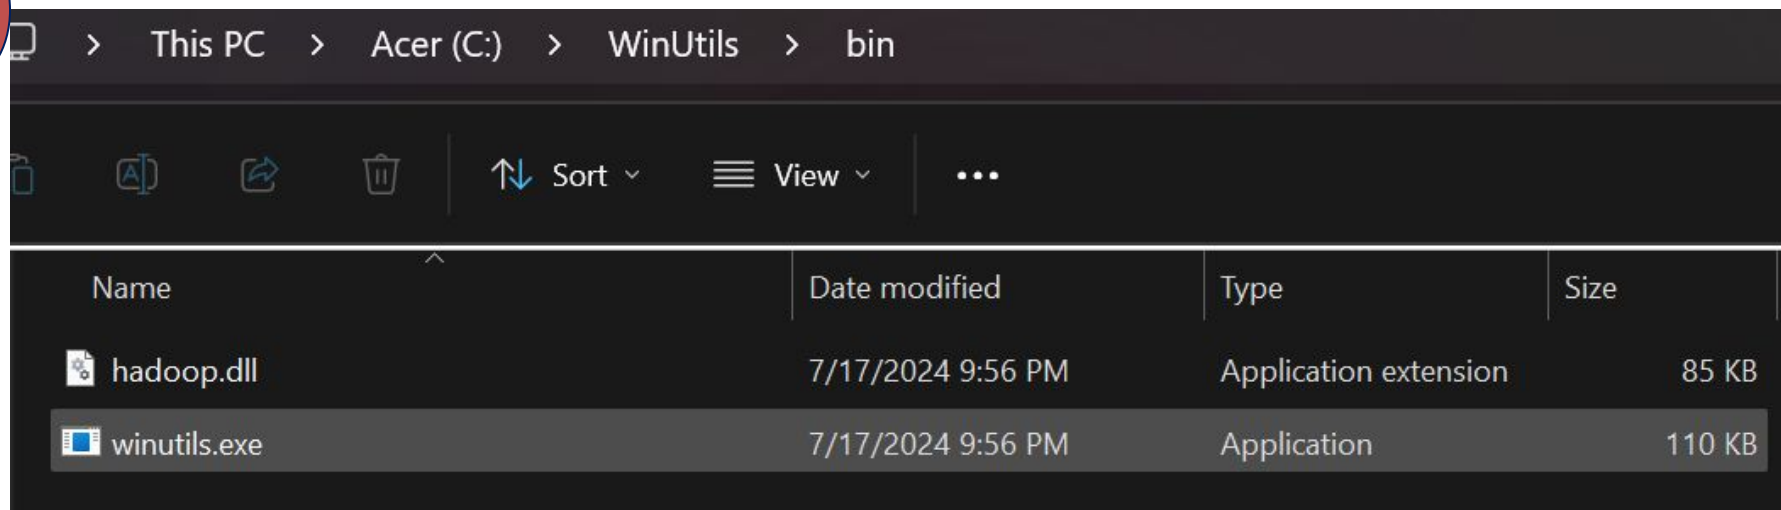 > This PC > Acer (C:) > WinUtils > bin
Sort View •••
Name Date modified Type Size
hadoop.dll 7/17/2024 9:56 PM Application extension 85 KB
winutils.exe 7/17/2024 9:56 PM Application 110 KB